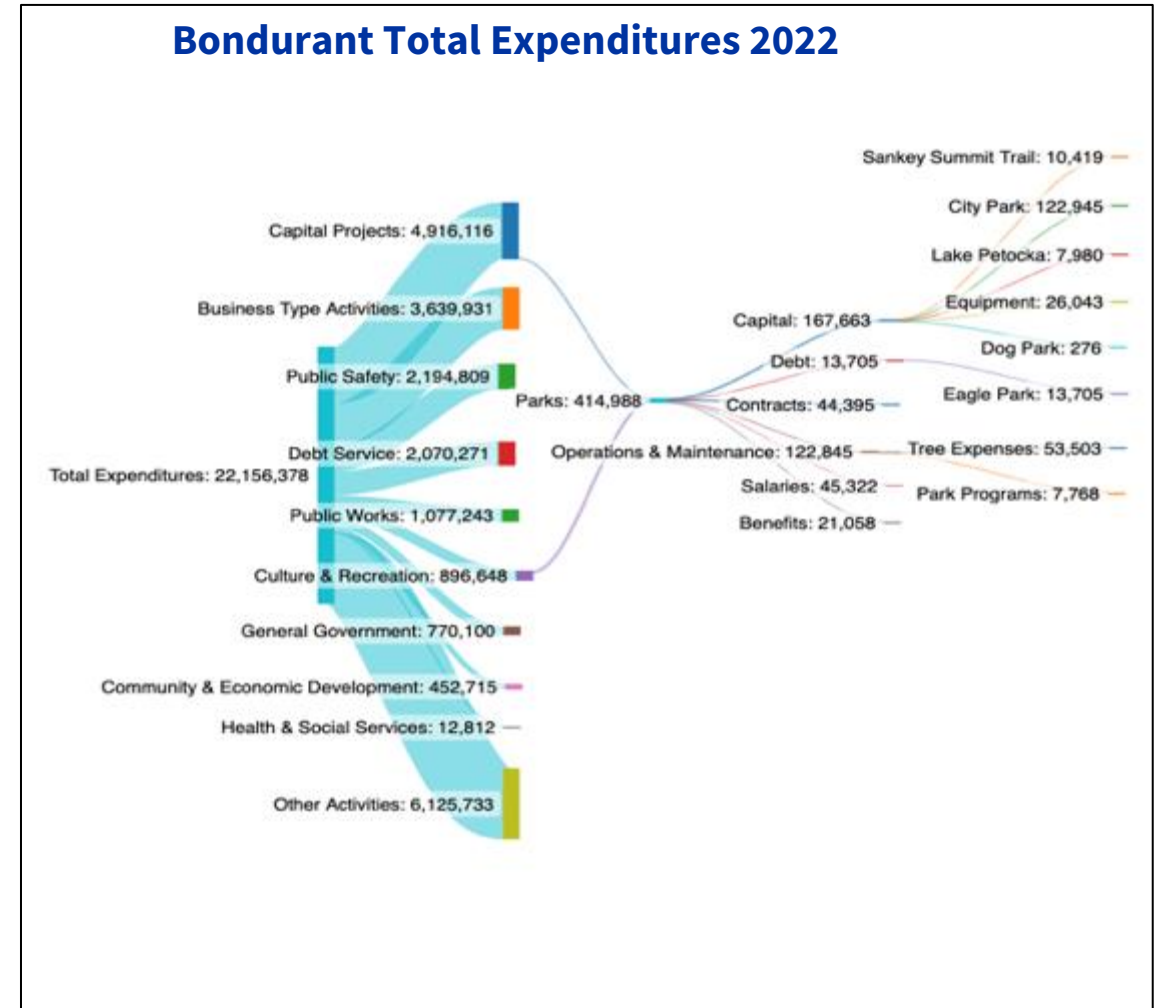 Bondurant Total Expenditures 2022
Total Expenditures: 22,156,378
Capital Projects: 4,916,116
Business Type Activities: 3,639,931
Public Safety: 2,194,809
Debt Service: 2,070,271
Public Works: 1,077,243
Culture & Recreation: 896,648
General Government: 770,100
Community & Economic Development: 452,715
Health & Social Services: 12,812
Other Activities: 6,125,733
Parks: 414,988
Capital: 167,663
Debt: 13,705
Contracts: 44,395
Operations & Maintenance: 122,845
Salaries: 45,322
Benefits: 21,058
Sankey Summit Trail: 10,419
City Park: 122,945
Lake Petocka: 7,980
Equipment: 26,043
Dog Park: 276
Eagle Park: 13,705
Tree Expenses: 53,503
Park Programs: 7,768